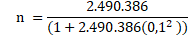 n = 2.490.386
(1 + 2.490.386(0,1² ))